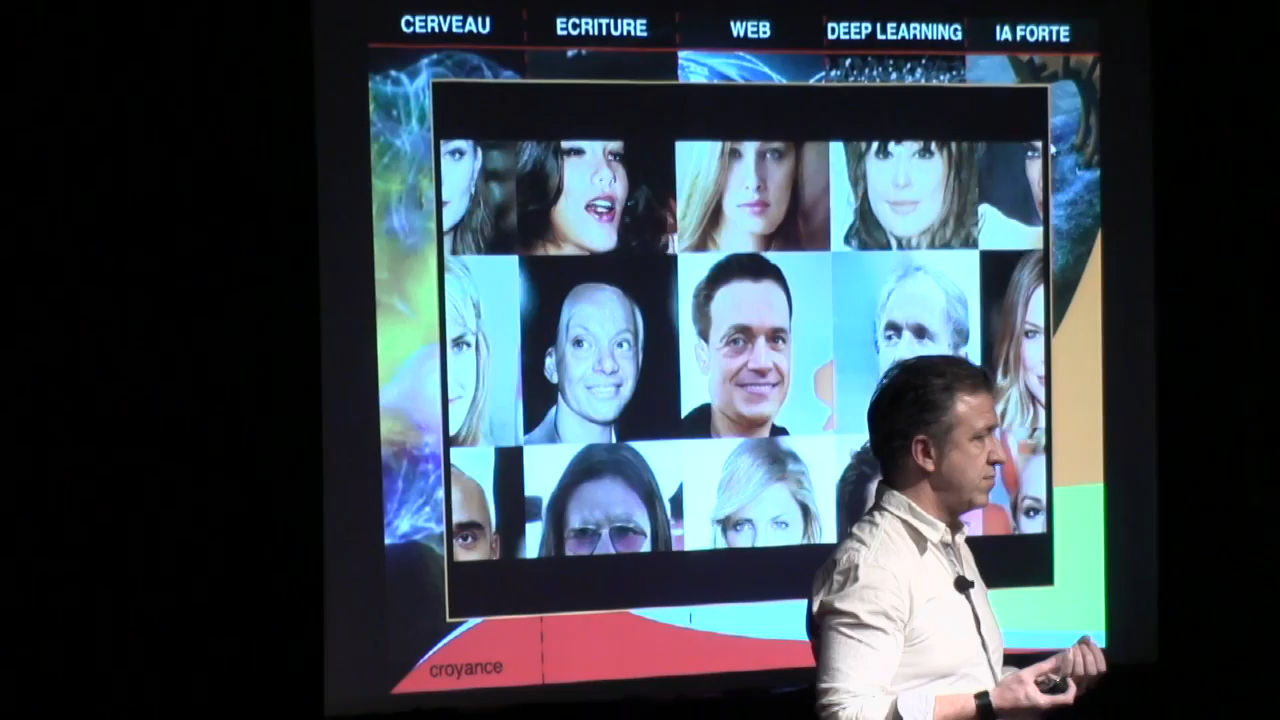 CERVEAU
ECRITURE
WEB
DEEP LEARNING
IA FORTE
croyance